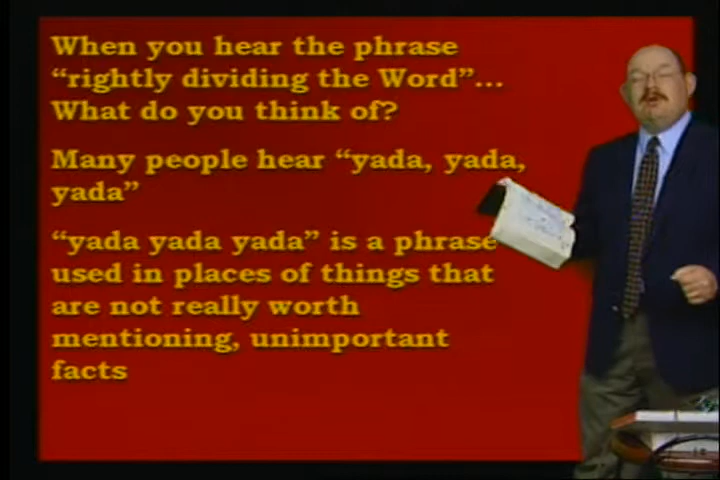 When you hear the phrase
“rightly dividing the Word”...
What do you think of?
Many people hear “yada, yada,
yada”
“yada yada yada” is a phrase
used in places of things that
are not really worth
mentioning, unimportant
facts